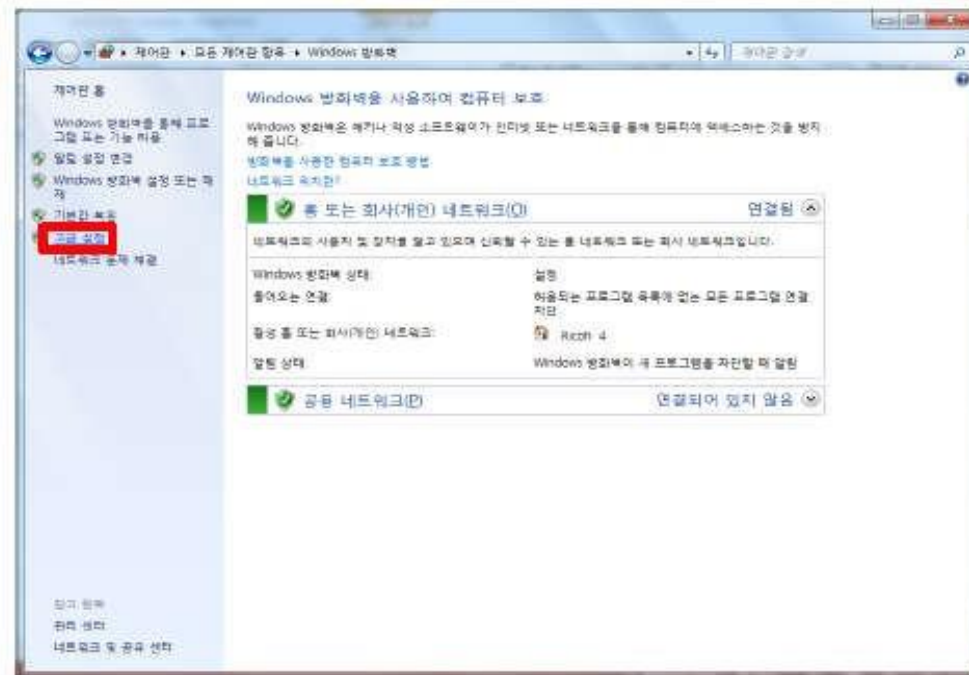 제어판 ▸ 모든 제어판 항목 ▸ Windows 방화벽
제어판 검색
제어판 홈
Windows 방화벽을 통해 프로
그램 또는 기능 허용
알림 설정 변경
Windows 방화벽 설정 또는 해
제
기본값 복원
고급 설정
네트워크 문제 해결
참고 항목
관리 센터
네트워크 및 공유 센터
Windows 방화벽을 사용하여 컴퓨터 보호
Windows 방화벽은 해커나 악성 소프트웨어가 인터넷 또는 네트워크를 통해 컴퓨터에 액세스하는 것을 방지
해 줍니다.
방화벽을 사용한 컴퓨터 보호 방법
네트워크 위치란?
홈 또는 회사(개인) 네트워크(O) 연결됨
네트워크의 사용자 및 장치를 알고 있으며 신뢰할 수 있는 홈 네트워크 또는 회사 네트워크입니다.
Windows 방화벽 상태: 설정
들어오는 연결: 허용되는 프로그램 목록에 없는 모든 프로그램 연결
차단
활성 홈 또는 회사(개인) 네트워크: Ricoh 4
알림 상태: Windows 방화벽이 새 프로그램을 차단할 때 알림
공용 네트워크(P) 연결되어 있지 않음